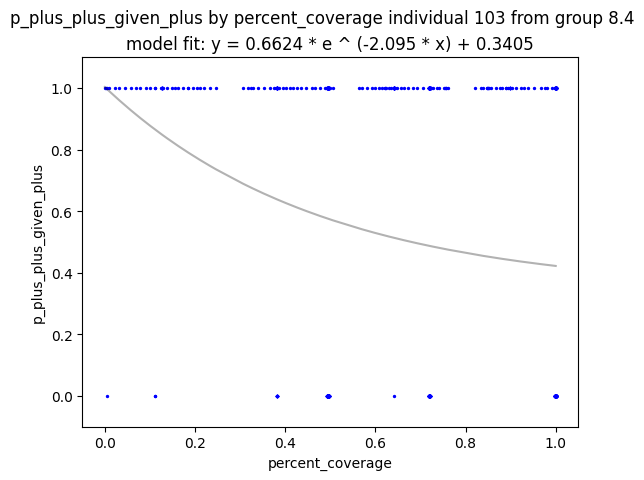 p_plus_plus_given_plus by percent_coverage individual 103 from group 8.4
model fit: y = 0.6624 * e ^ (-2.095 * x) + 0.3405
1.0
0.8
0.6
0.4
0.2
0.0
p_plus_plus_given_plus
0.0 0.2 0.4 0.6 0.8 1.0
percent_coverage